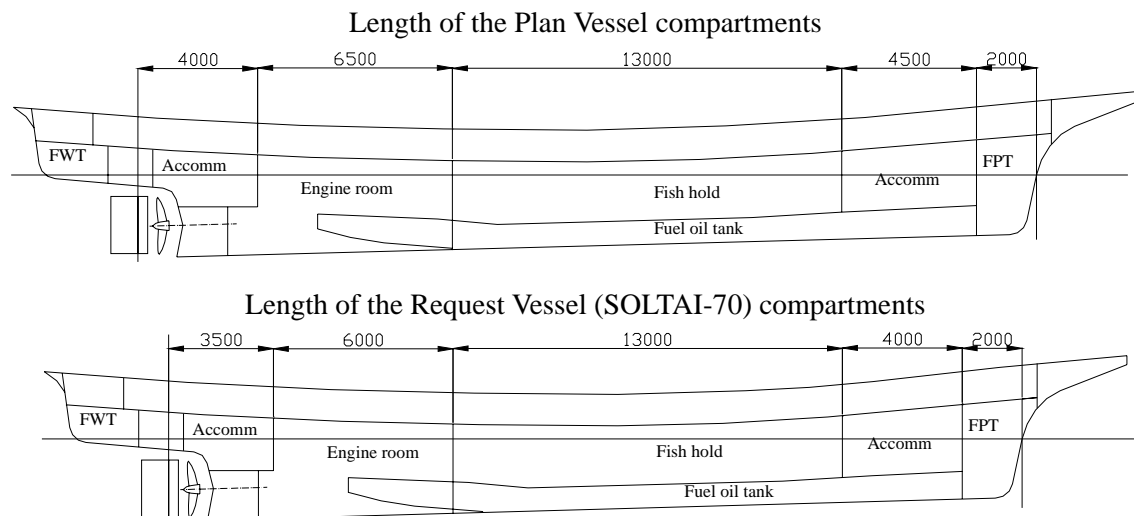 Length of the Plan Vessel compartments
4000 6500 13000 4500 2000
FWT Accomm Engine room Fish hold Accomm FPT
Fuel oil tank
Length of the Request Vessel (SOLTAI-70) compartments
3500 6000 13000 4000 2000
FWT Accomm Engine room Fish hold Accomm FPT
Fuel oil tank